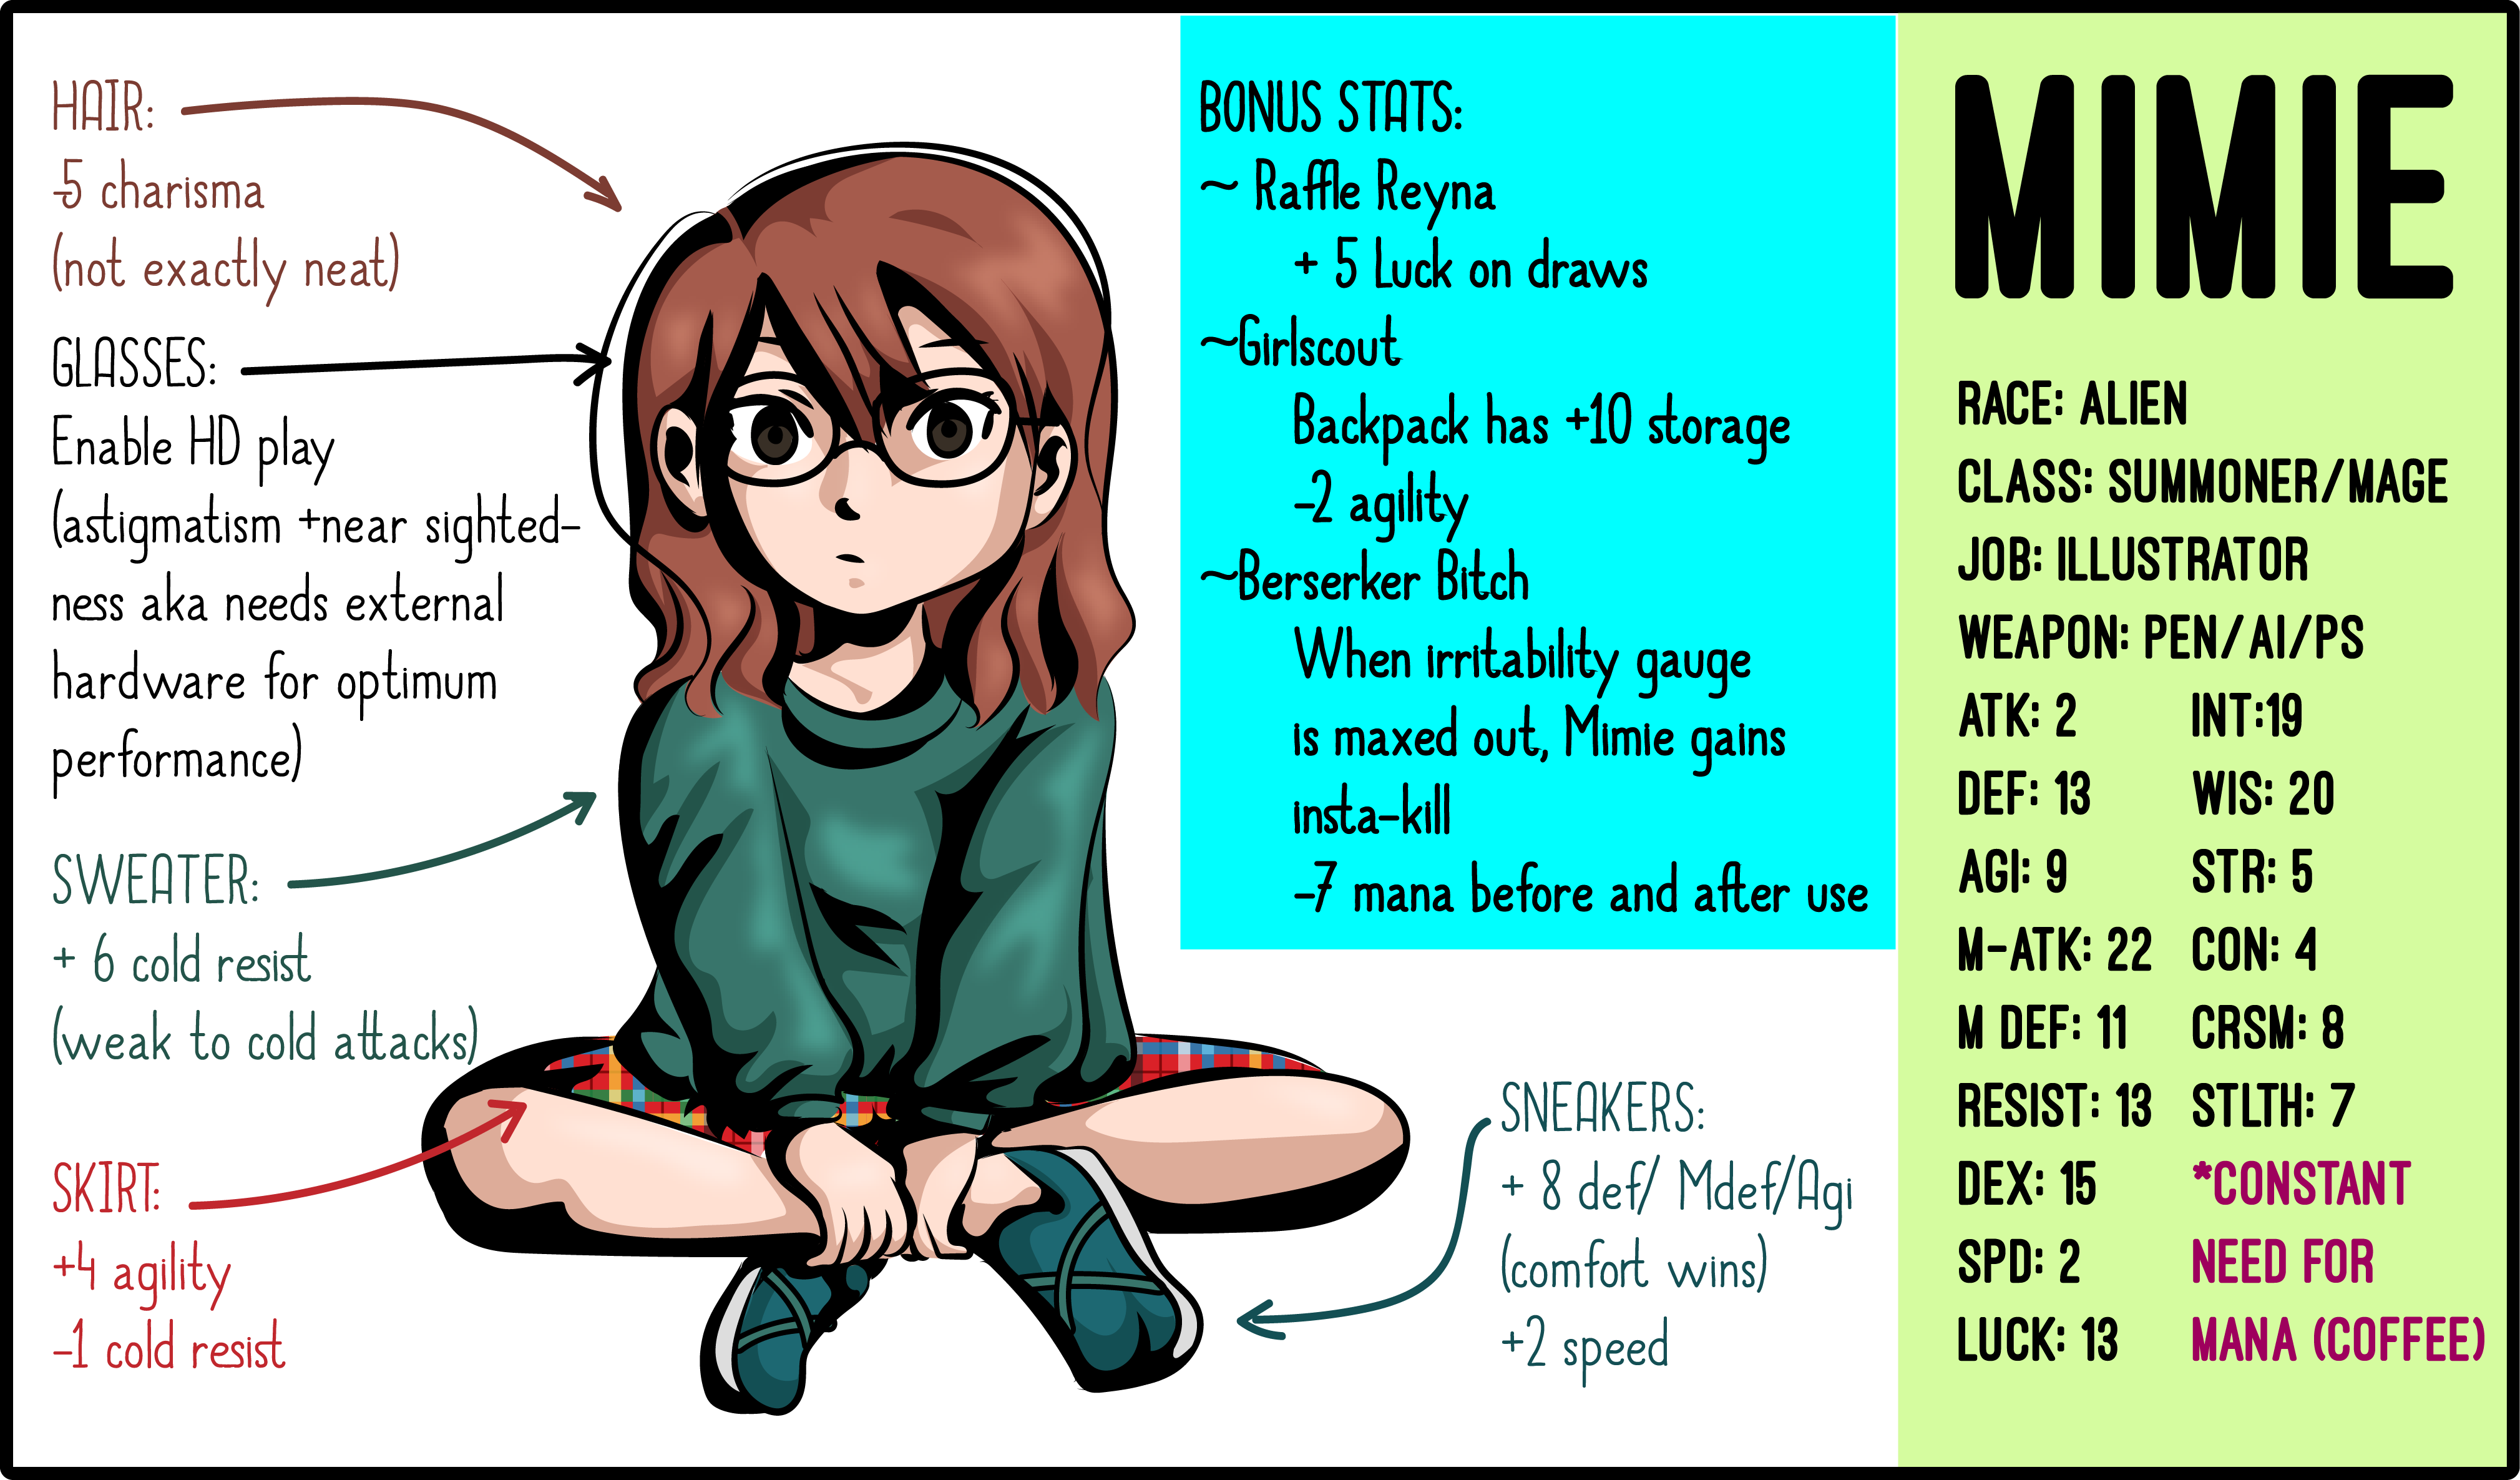 HAIR:
-5 charisma
(not exactly neat)
GLASSES:
Enable HD play
(astigmatism +near sighted-
ness aka needs external
hardware for optimum
performance)
SWEATER:
+ 6 cold resist
(weak to cold attacks)
SKIRT:
+4 agility
-1 cold resist
BONUS STATS:
~ Raffle Reyna
+ 5 Luck on draws
~Girlscout
Backpack has +10 storage
-2 agility
~Berserker Bitch
When irritability gauge
is maxed out, Mimie gains
insta-kill
-7 mana before and after use
SNEAKERS:
+ 8 def/ Mdef/Agi
(comfort wins)
+2 speed
MIMIE
RACE: ALIEN
CLASS: SUMMONER/MAGE
JOB: ILLUSTRATOR
WEAPON: PEN/AI/PS
ATK: 2 INT:19
DEF: 13 WIS: 20
AGI: 9 STR: 5
M-ATK: 22 CON: 4
M DEF: 11 CRSM: 8
RESIST: 13 STLTH: 7
DEX: 15 *CONSTANT
SPD: 2 NEED FOR
LUCK: 13 MANA (COFFEE)